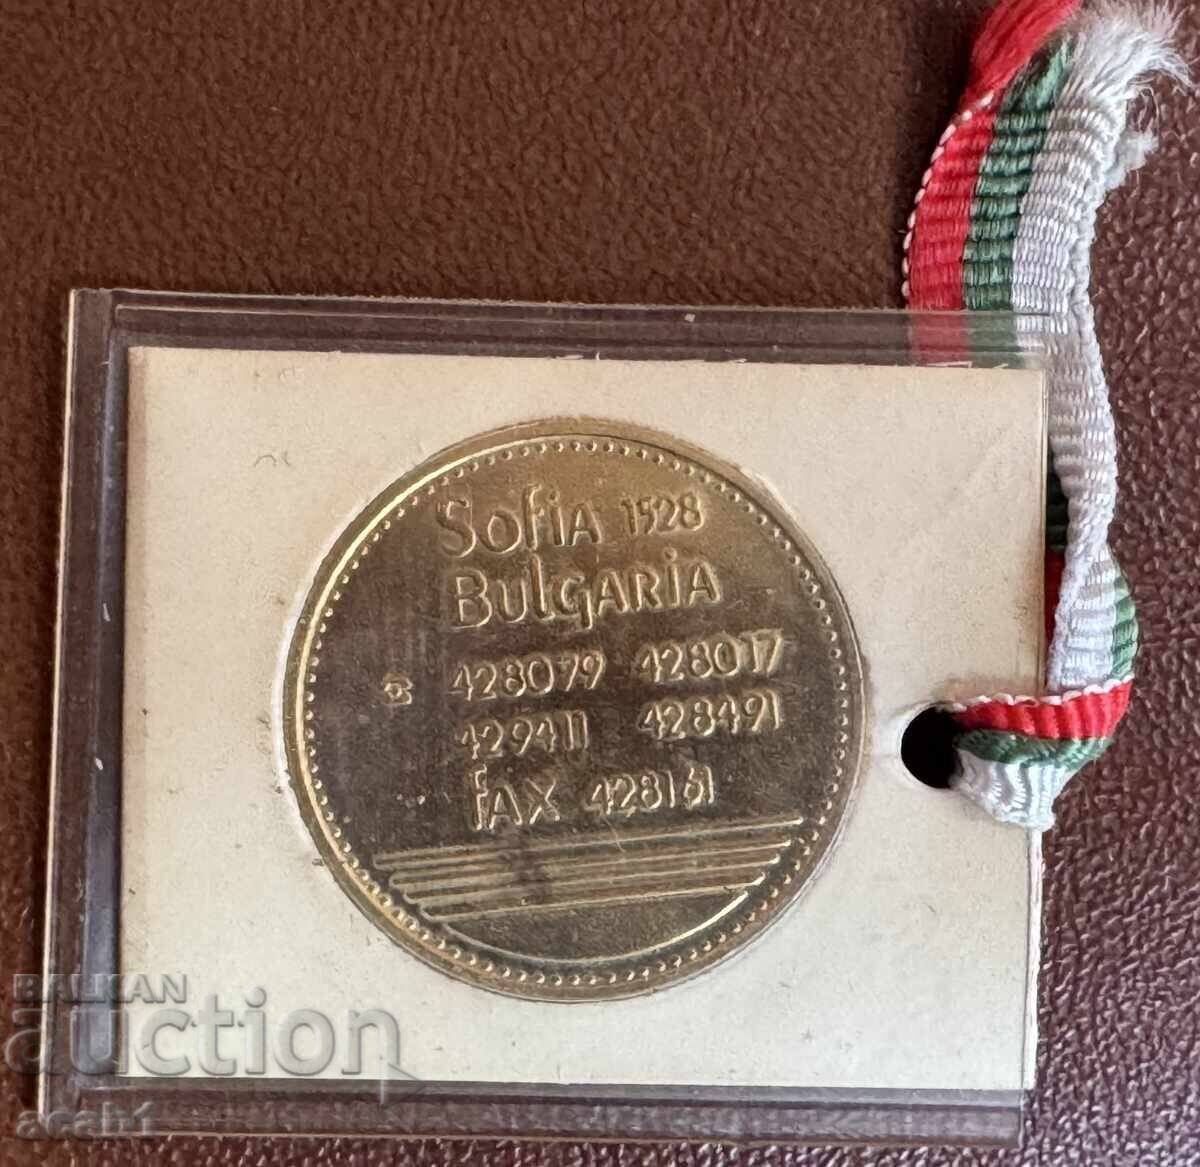 Sofia 1528
Bulgaria
428079 428017
429411 428491
Fax 428161
BALKAN
auction
acab1